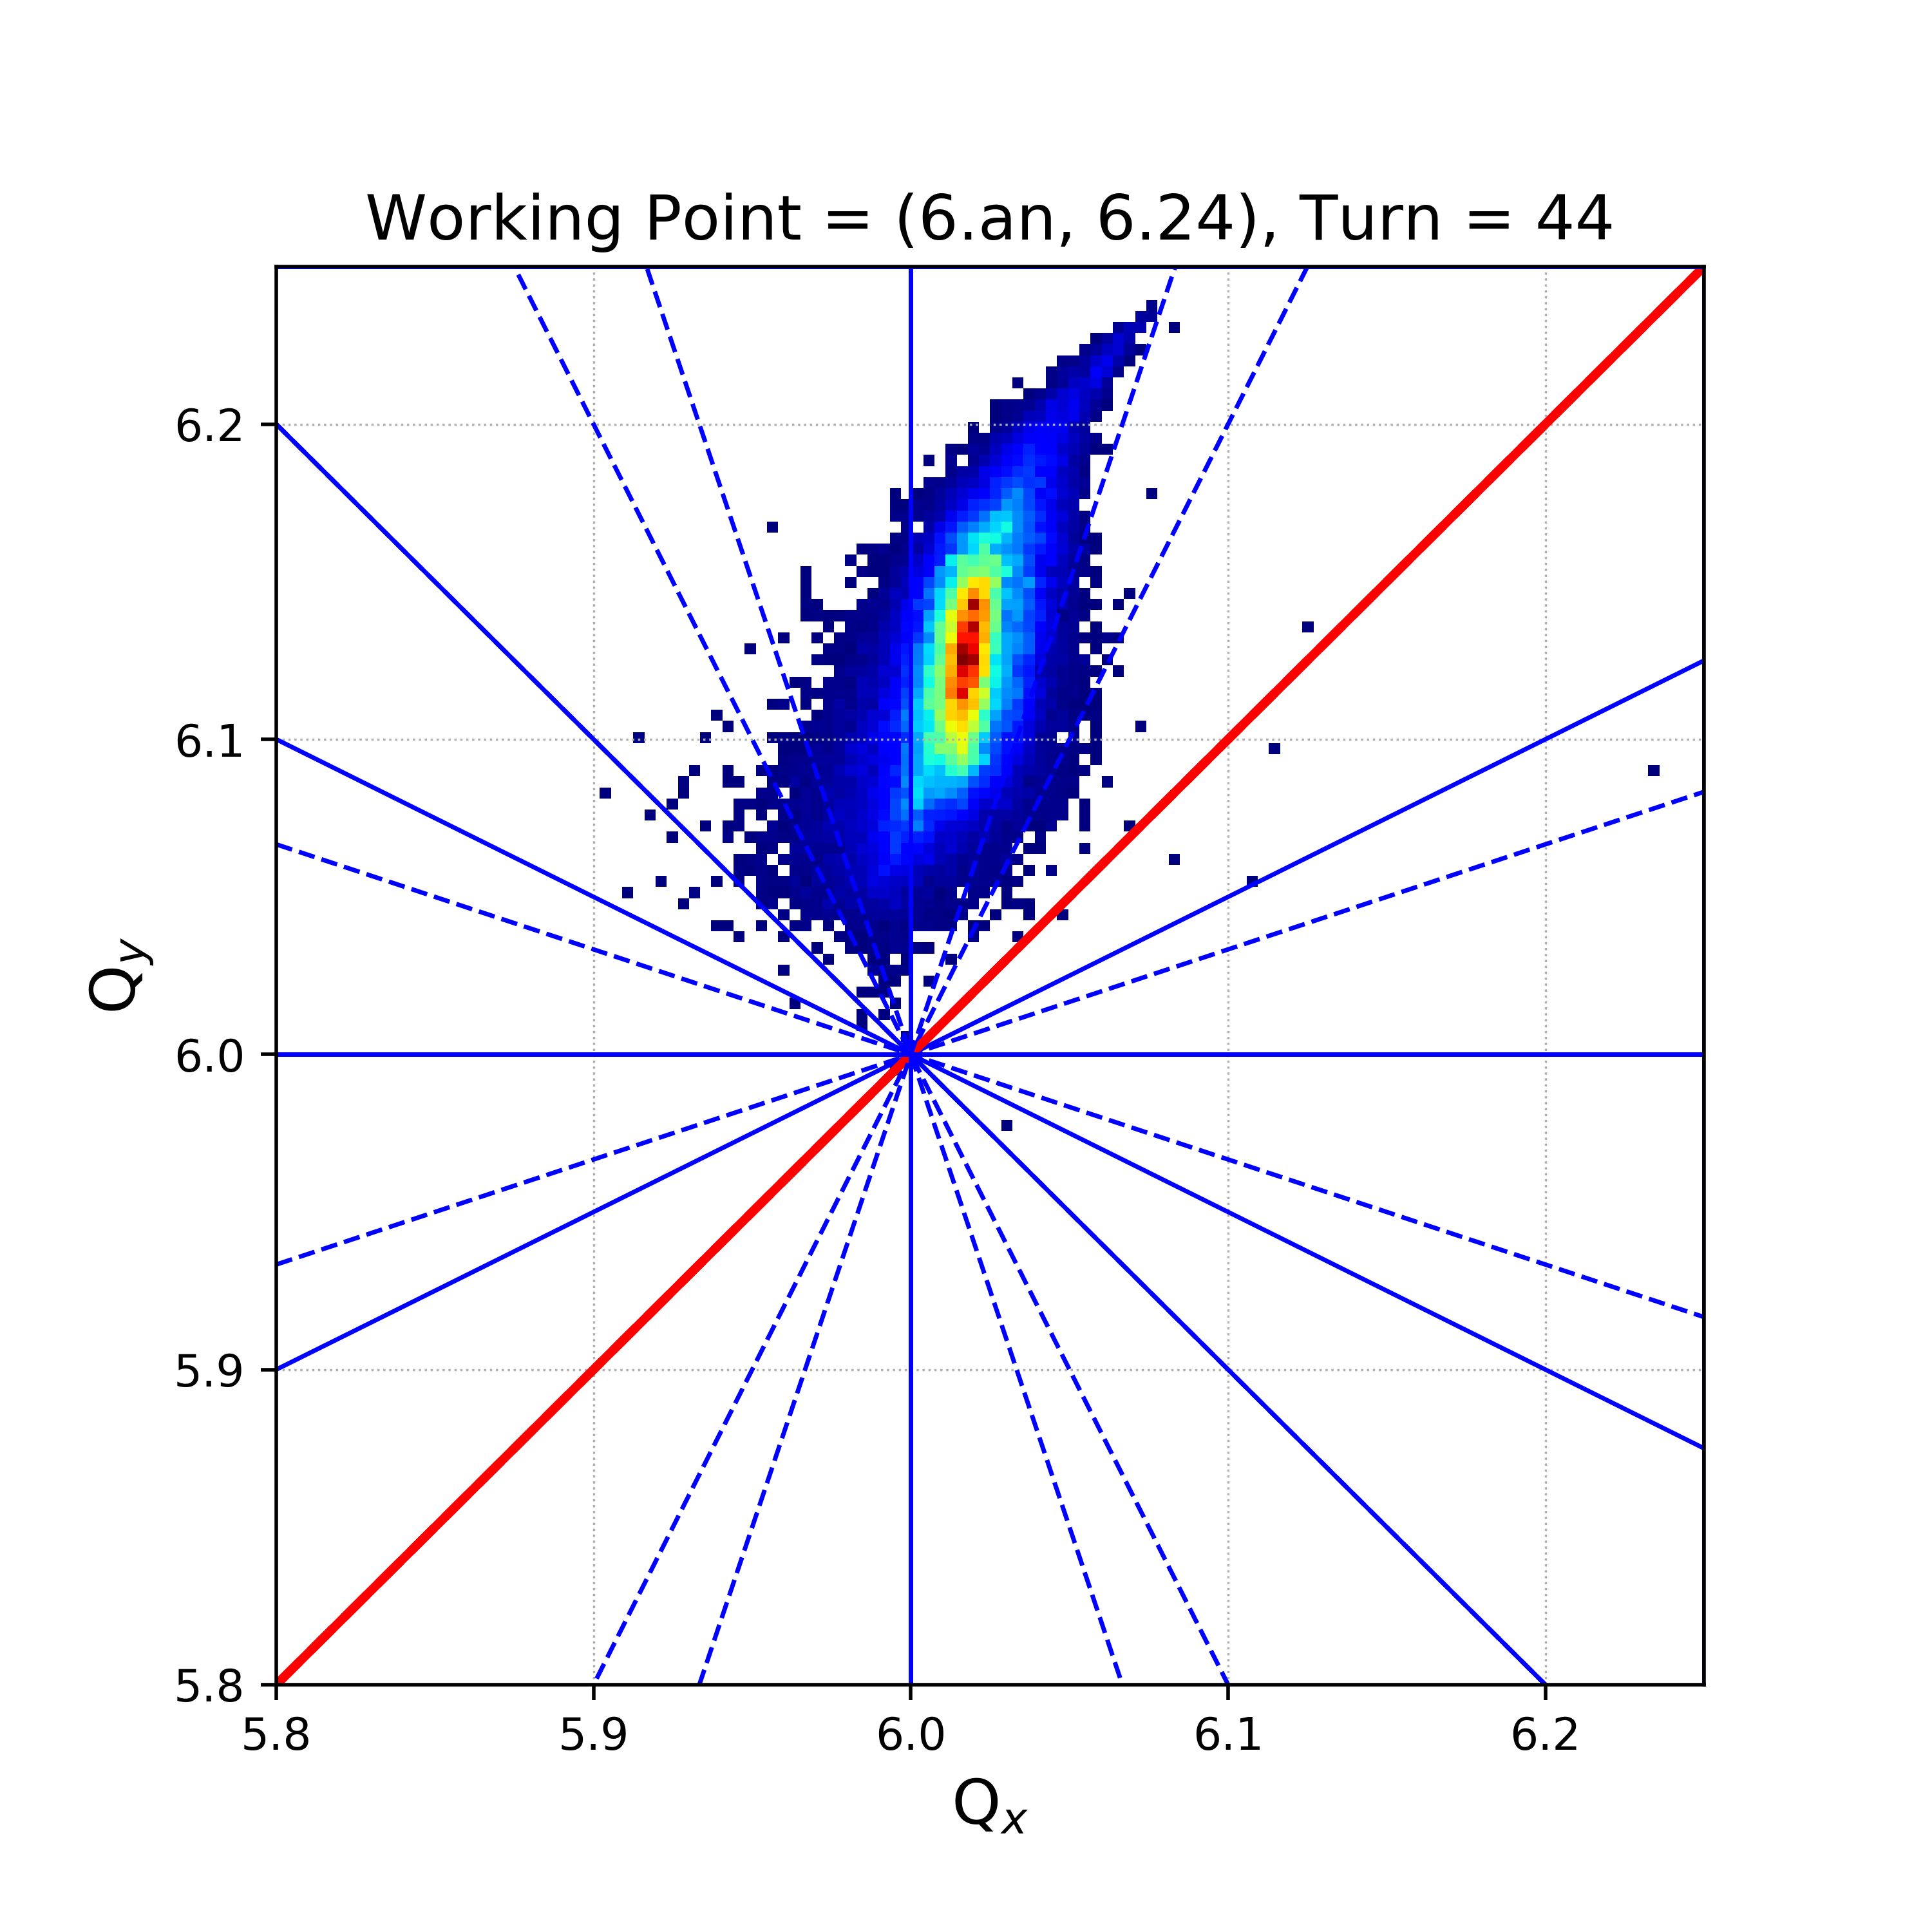 Working Point = (6.an, 6.24), Turn = 44
6.2
6.1
6.0
5.9
5.8
Qy
5.8 5.9 6.0 6.1 6.2
Qx